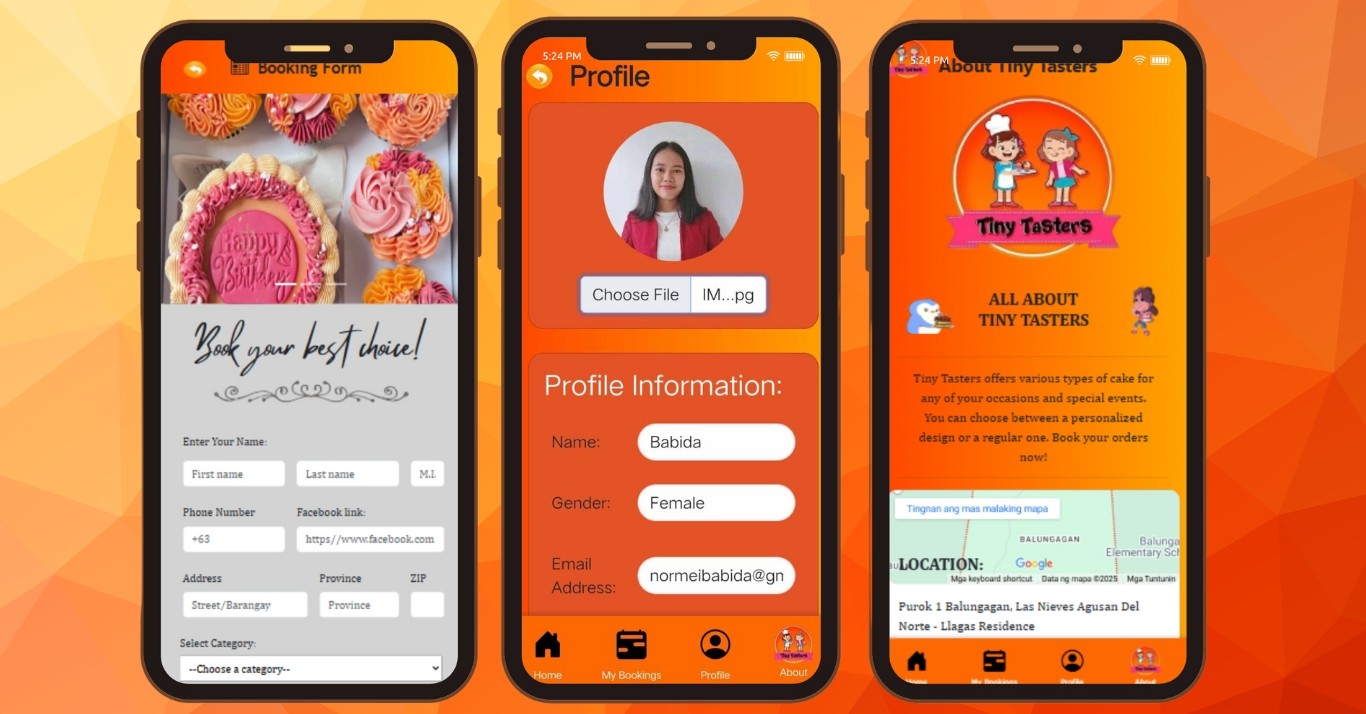 Booking Form
Happy
Birthday
Book your best choice!
Enter Your Name:
First name
Last name
M.I.
Phone Number
Facebook link:
+63
https//www.facebook.com
Address
Province
ZIP
Street/Barangay
Province
Select Category:
--Choose a category--
5:24 PM
Profile
Choose File
IM...pg
Profile Information:
Name:
Babida
Gender:
Female
Email
Address:
normeibabida@gn
Home
My Bookings
Profile
About
5:24 PM
About Tiny Tasters
Tiny Tasters
ALL ABOUT
TINY TASTERS
Tiny Tasters offers various types of cake for
any of your occasions and special events.
You can choose between a personalized
design or a regular one. Book your orders
now!
Tingnan ang mas malaking mapa
BALUNGAGAN
Balunga
Elementary Sch
LOCATION:
Google
Mga keyboard shortcut
Data ng mapa ©2025
Mga Tuntunin
Purok 1 Balungagan, Las Nieves Agusan Del
Norte - Llagas Residence
Home
My Bookings
Profile
About